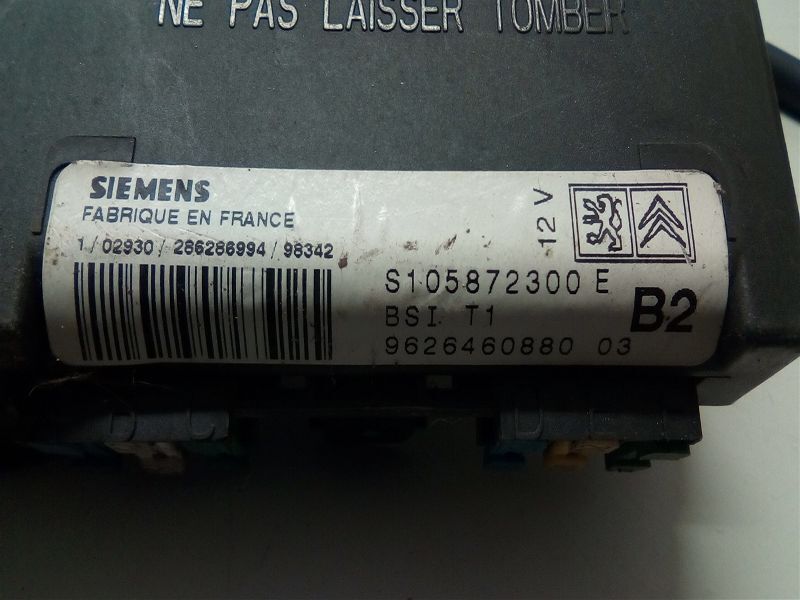 NE PAS LAISSER TOMBER
SIEMENS
FABRIQUE EN FRANCE
1/02930/286286994/98342
12 V
S105872300 E
BSI T1
B2
9626460880 03